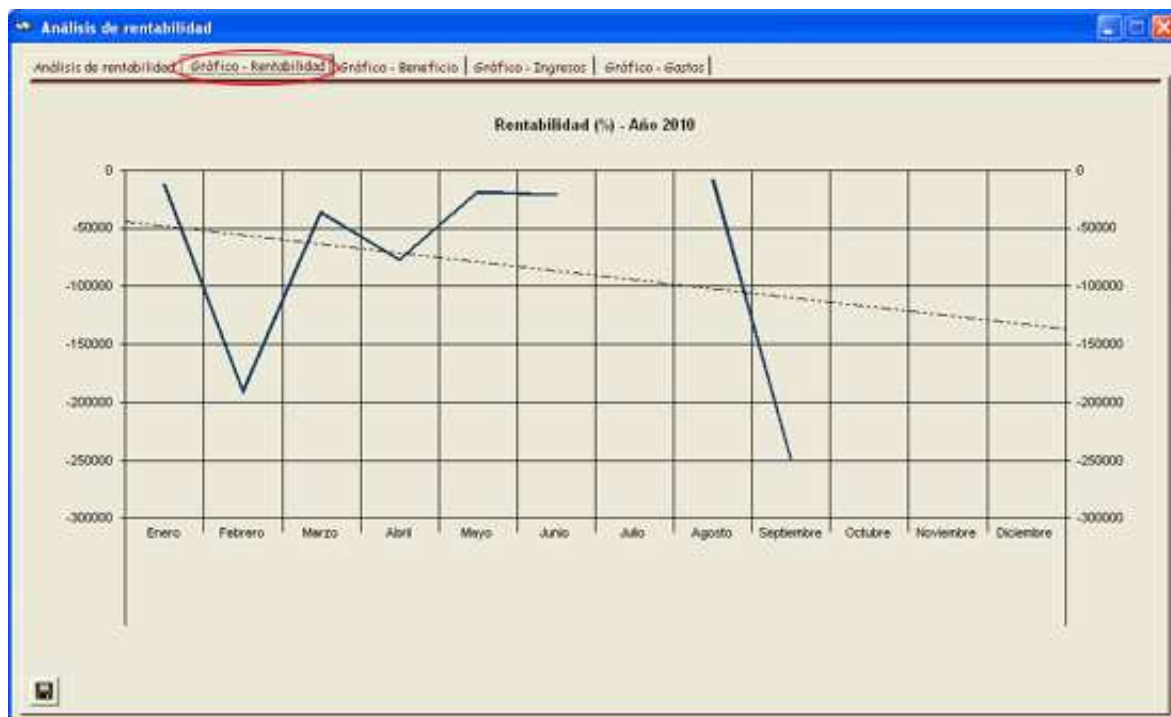 Análisis de rentabilidad
Análisis de rentabilidad Gráfico - Rentabilidad Gráfico - Beneficio Gráfico - Ingresos Gráfico - Gastos
Rentabilidad (%) - Año 2010
0 0
-50000 -50000
-100000 -100000
-150000 -150000
-200000 -200000
-250000 -250000
-300000 -300000
Enero Febrero Marzo Abril Mayo Junio Julio Agosto Septiembre Octubre Noviembre Diciembre